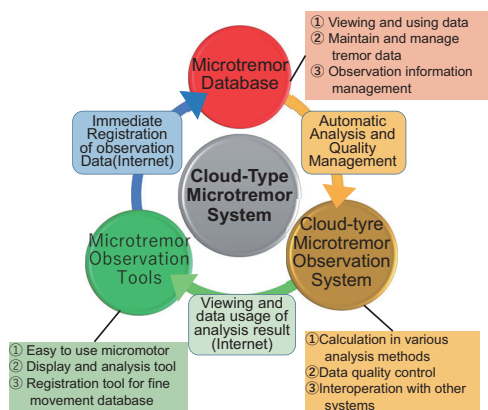 ① Viewing and using data
② Maintain and manage
tremor data
③ Observation information
management
Microtremor
Database
Immediate
Registration
of observation
Data(Internet)
Automatic
Analysis and
Quality
Management
Cloud-Type
Microtremor
System
Microtremor
Observation
Tools
Cloud-tyre
Microtremor
Observation
System
Viewing and
data usage of
analysis result
(Internet)
① Easy to use micromotor
② Display and analysis tool
③ Registration tool for fine
movement database
①Calculation in various
analysis methods
②Data quality control
③Interoperation with other
systems